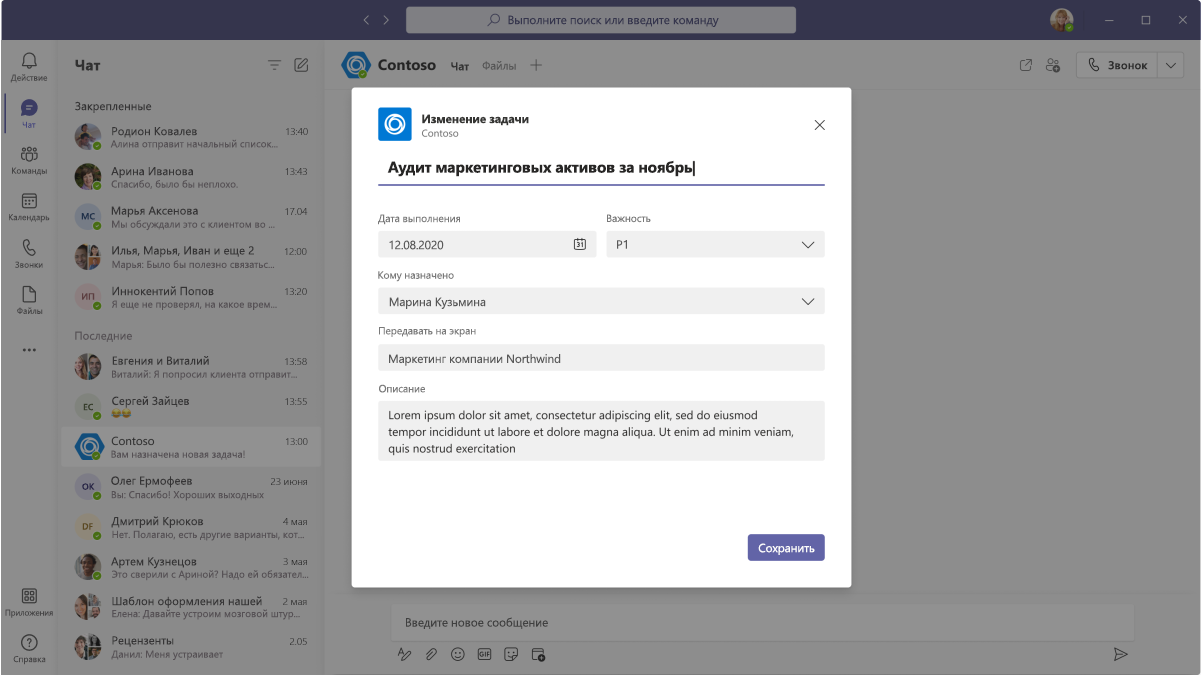 Выполните поиск или введите команду
Действие
Чат
Команды
Календарь
Звонки
Файлы
Приложения
Справка
Чат
Закрепленные
Родион Ковалев 13:40
Алина отправит начальный список...
Арина Иванова 13:43
Спасибо, было бы неплохо.
МС
Марья Аксенова 17.04
Мы обсуждали это с клиентом во ...
Илья, Марья, Иван и еще 2 12:00
Марья: Было бы полезно связатьс...
ИП
Иннокентий Попов 13:20
Я еще не проверял, на какое врем...
Последние
Евгения и Виталий 13:58
Виталий: Я попросил клиента отправит...
ЕС
Сергей Зайцев 13:55
Contoso 13:00
Вам назначена новая задача!
ОК
Олег Ермофеев 23 июня
Вы: Спасибо! Хороших выходных
DF
Дмитрий Крюков 4 мая
Нет. Полагаю, есть другие варианты, кот...
Артем Кузнецов 3 мая
Это сверили с Ариной? Надо ей обязател...
Шаблон оформления нашей 2 мая
Елена: Давайте устроим мозговой штур...
Рецензенты 2.05
Данил: Меня устраивает
Contoso Чат Файлы
Звонок
Изменение задачи
Contoso
Аудит маркетинговых активов за ноябрь
Дата выполнения Важность
12.08.2020 31 P1
Кому назначено
Марина Кузьмина
Передавать на экран
Маркетинг компании Northwind
Описание
Lorem ipsum dolor sit amet, consectetur adipiscing elit, sed do eiusmod
tempor incididunt ut labore et dolore magna aliqua. Ut enim ad minim veniam,
quis nostrud exercitation
Сохранить
Введите новое сообщение
GIF